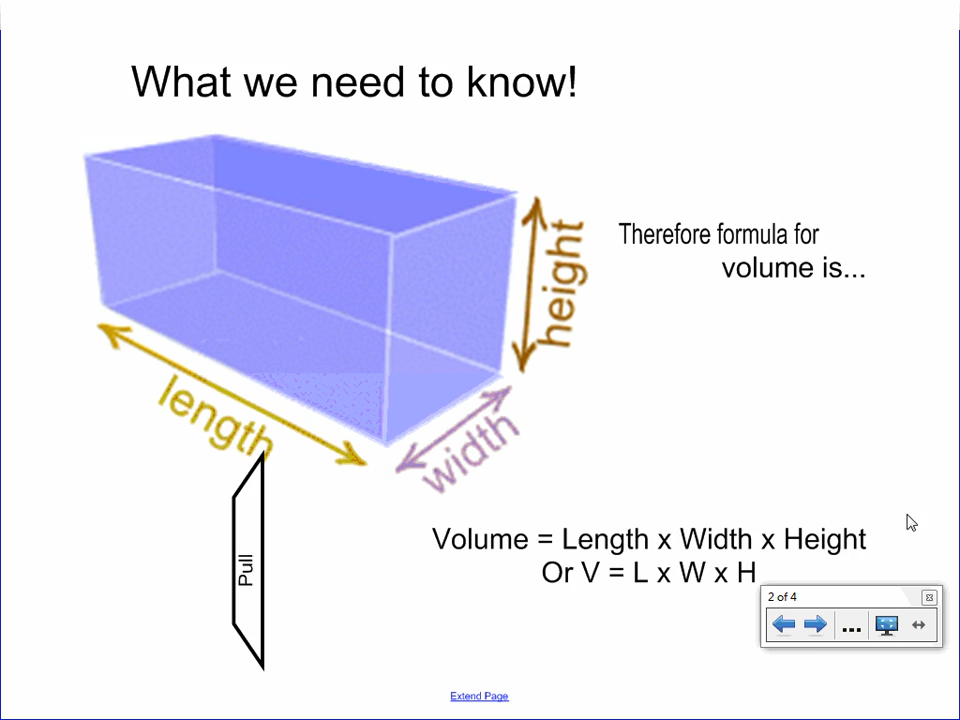 What we need to know!
Therefore formula for
volume is...
height
length
width
Volume = Length x Width x Height
Or V = L x W x H
Pull
2 of 4
...
Extend Page